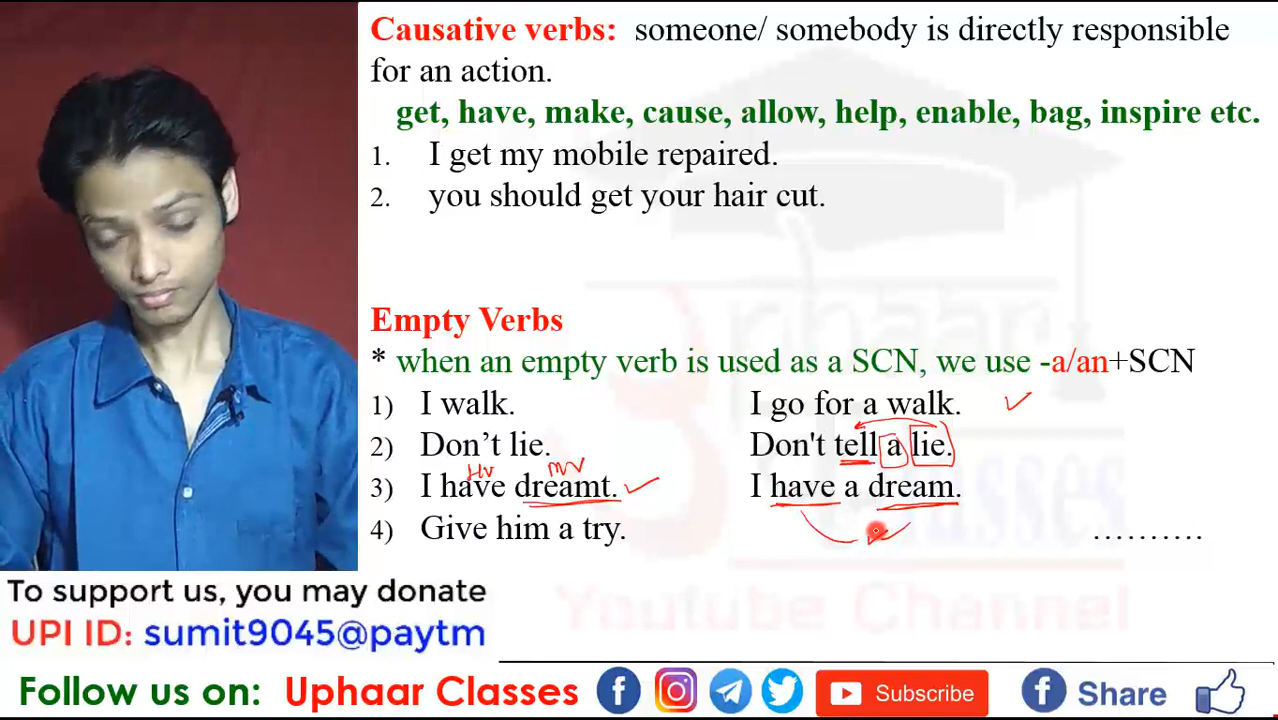 Causative verbs: someone/ somebody is directly responsible
for an action.
get, have, make, cause, allow, help, enable, bag, inspire etc.
1. I get my mobile repaired.
2. you should get your hair cut.
Empty Verbs
* when an empty verb is used as a SCN, we use -a/an+SCN
1) I walk. I go for a walk.
2) Don’t lie. Don't tell a lie.
HV MV
3) I have dreamt. I have a dream.
4) Give him a try. ..........
Youtube Channel
To support us, you may donate
UPI ID: sumit9045@paytm
Follow us on: Uphaar Classes Subscribe Share